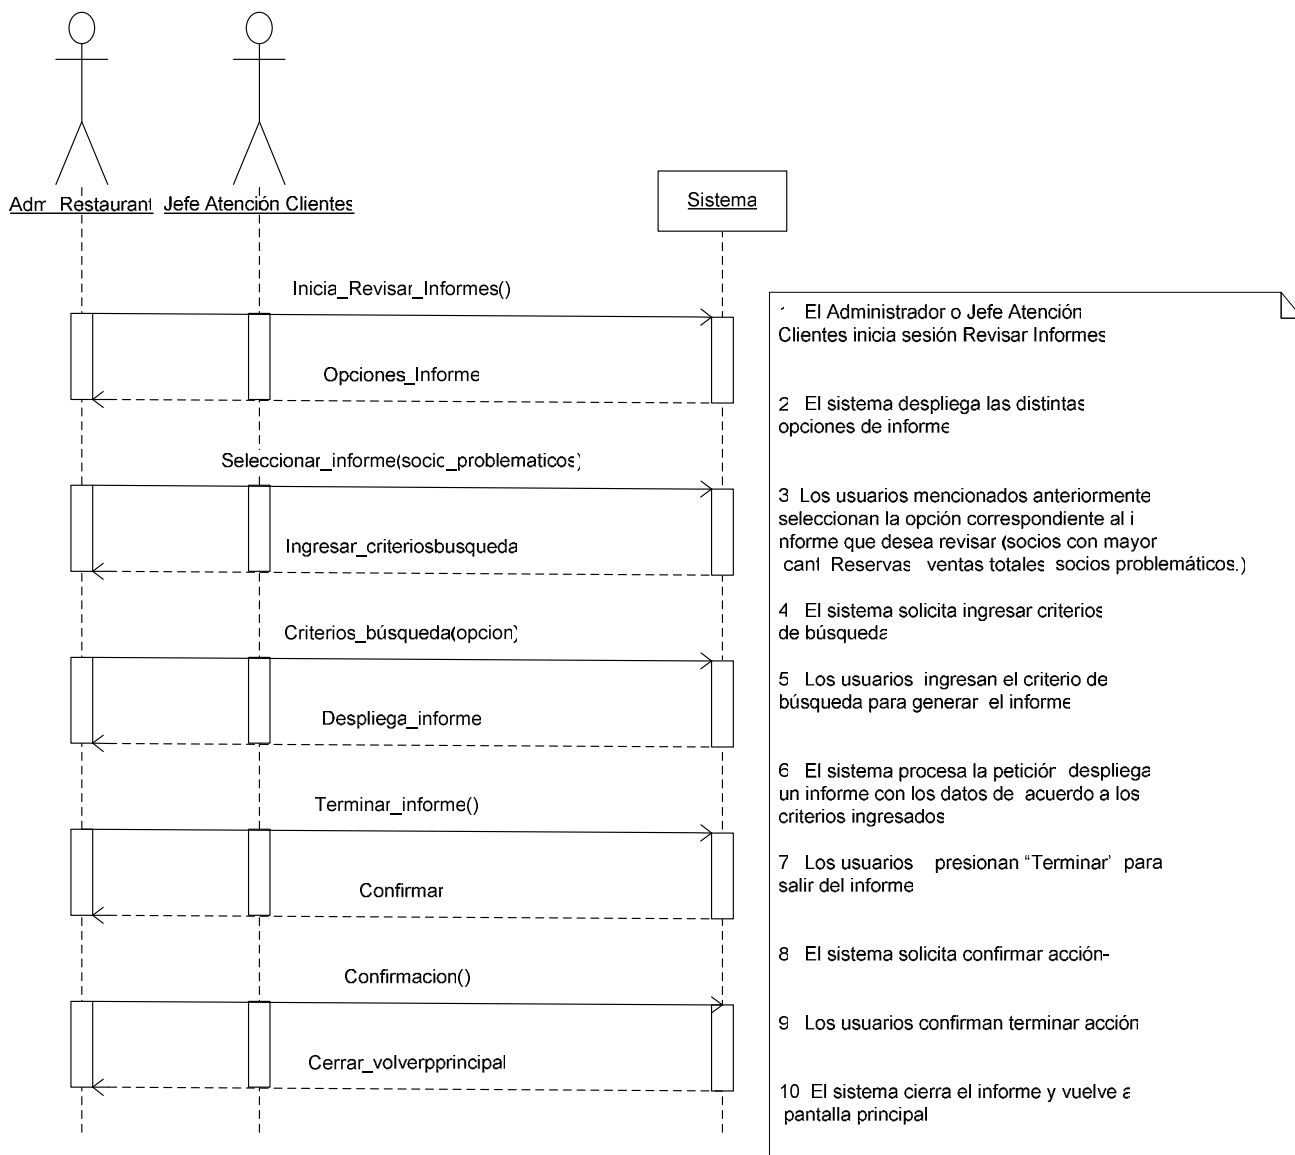 Adm Restaurant
Jefe Atención Clientes
Sistema
Inicia_Revisar_Informes()
Opciones_Informe
Seleccionar_informe(socio_problematicos)
Ingresar_criteriosbusqueda
Criterios_búsqueda(opcion)
Despliega_informe
Terminar_informe()
Confirmar
Confirmacion()
Cerrar_volverpprincipal
1 El Administrador o Jefe Atención
Clientes inicia sesión Revisar Informes
2 El sistema despliega las distintas
opciones de informe
3 Los usuarios mencionados anteriormente
seleccionan la opción correspondiente al i
nforme que desea revisar (socios con mayor
cant Reservas ventas totales socios problemáticos.)
4 El sistema solicita ingresar criterios
de búsqueda
5 Los usuarios ingresan el criterio de
búsqueda para generar el informe
6 El sistema procesa la petición despliega
un informe con los datos de acuerdo a los
criterios ingresados
7 Los usuarios presionan “Terminar’ para
salir del informe
8 El sistema solicita confirmar acción-
9 Los usuarios confirman terminar acción
10 El sistema cierra el informe y vuelve a
pantalla principal